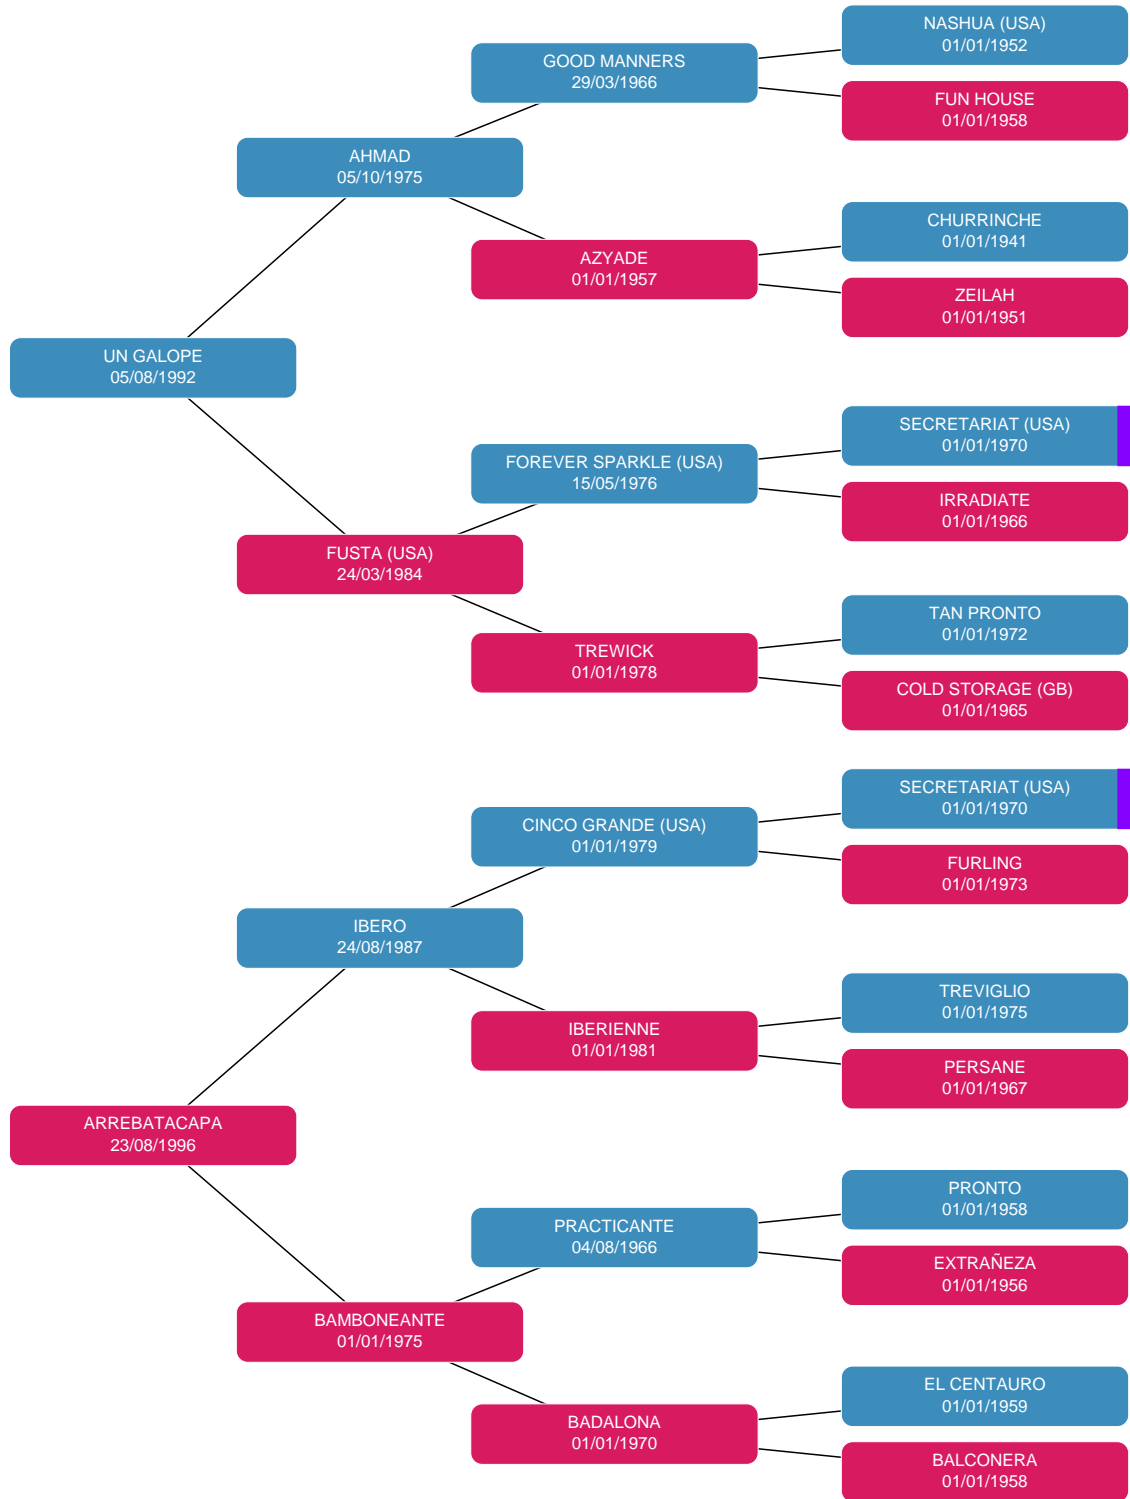 NASHUA (USA)
01/01/1952
GOOD MANNERS
29/03/1966
FUN HOUSE
01/01/1958
AHMAD
05/10/1975
CHURRINCHE
01/01/1941
AZYADE
01/01/1957
ZEILAH
01/01/1951
UN GALOPE
05/08/1992
SECRETARIAT (USA)
01/01/1970
FOREVER SPARKLE (USA)
15/05/1976
IRRADIATE
01/01/1966
FUSTA (USA)
24/03/1984
TAN PRONTO
01/01/1972
TREWICK
01/01/1978
COLD STORAGE (GB)
01/01/1965
SECRETARIAT (USA)
01/01/1970
CINCO GRANDE (USA)
01/01/1979
FURLING
01/01/1973
IBERO
24/08/1987
TREVIGLIO
01/01/1975
IBERIENNE
01/01/1981
PERSANE
01/01/1967
ARREBATACAPA
23/08/1996
PRONTO
01/01/1958
PRACTICANTE
04/08/1966
EXTRAÑEZA
01/01/1956
BAMBONEANTE
01/01/1975
EL CENTAURO
01/01/1959
BADALONA
01/01/1970
BALCONERA
01/01/1958